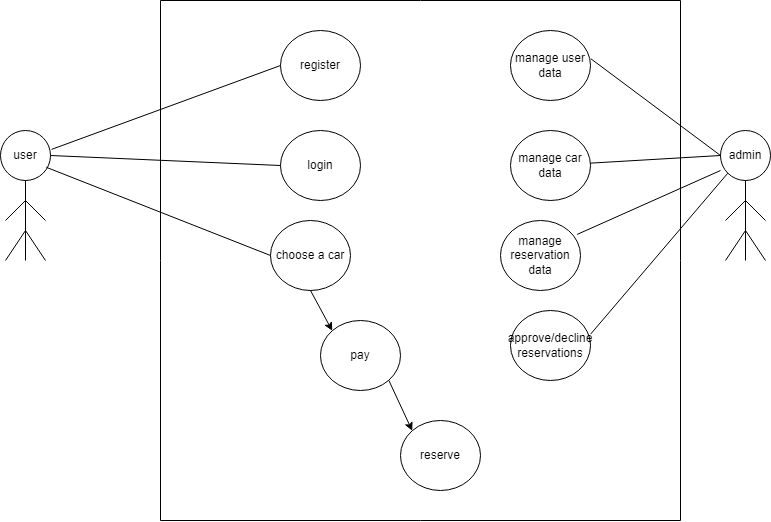 register
manage user
data
user
login
manage car
data
admin
choose a car
manage
reservation
data
pay
approve/decline
reservations
reserve